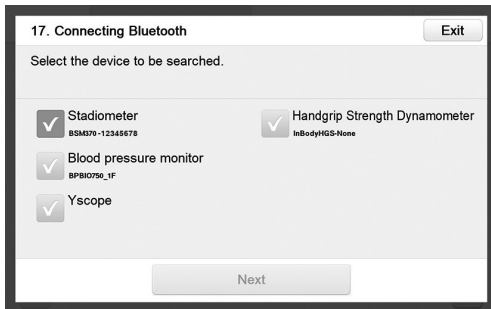 17. Connecting Bluetooth
Exit
Select the device to be searched.
Stadiometer
BSM370-12345678
Handgrip Strength Dynamometer
InBodyHGS-None
Blood pressure monitor
BPBIO750_1F
Yscope
Next